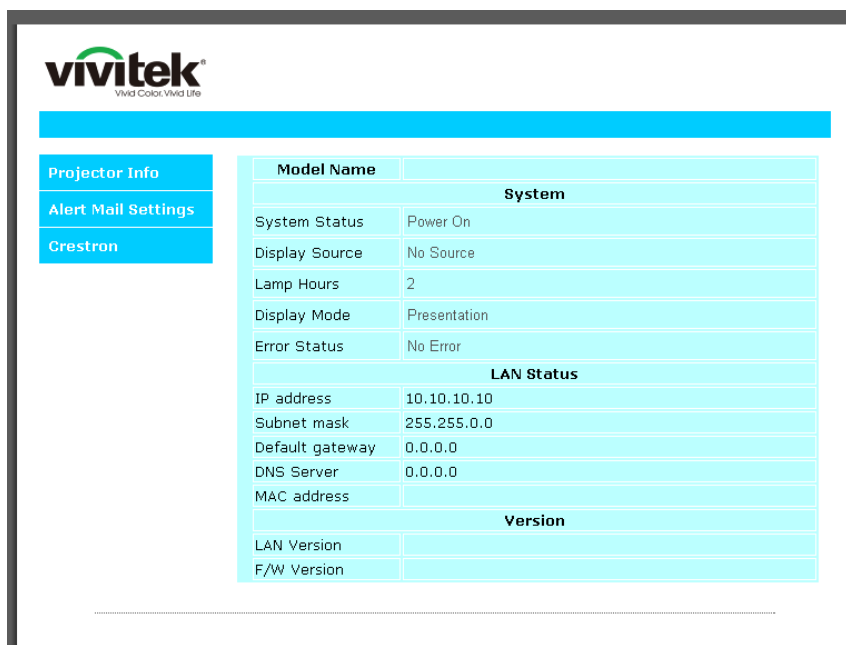 vivitek®
Vivid Color. Vivid Life
Projector Info
Alert Mail Settings
Crestron
Model Name
System
System Status Power On
Display Source No Source
Lamp Hours 2
Display Mode Presentation
Error Status No Error
LAN Status
IP address 10.10.10.10
Subnet mask 255.255.0.0
Default gateway 0.0.0.0
DNS Server 0.0.0.0
MAC address
Version
LAN Version
F/W Version